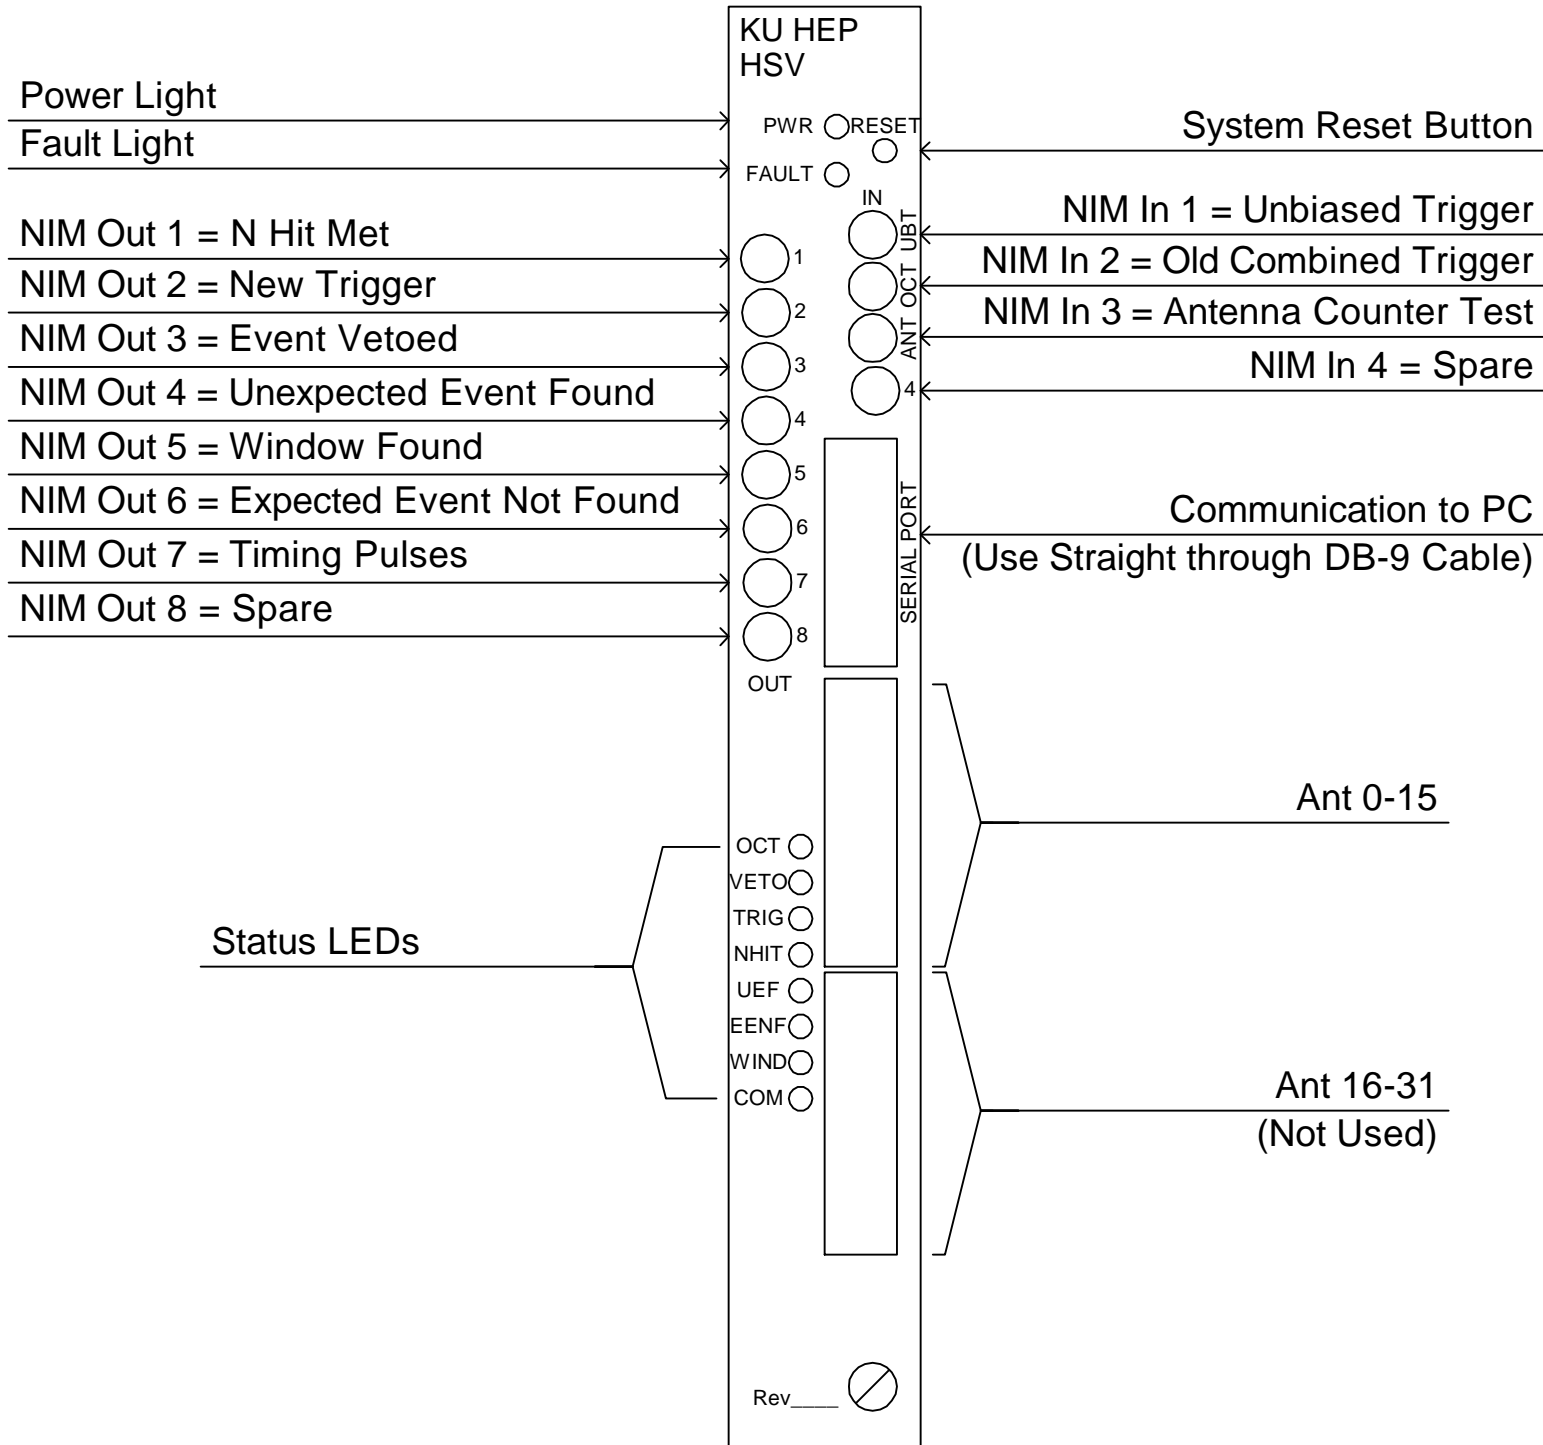 KU HEP
HSV
Power Light
Fault Light
PWR
RESET
FAULT
System Reset Button
IN
NIM Out 1 = N Hit Met
NIM Out 2 = New Trigger
NIM Out 3 = Event Vetoed
NIM Out 4 = Unexpected Event Found
NIM Out 5 = Window Found
NIM Out 6 = Expected Event Not Found
NIM Out 7 = Timing Pulses
NIM Out 8 = Spare
1
2
3
4
5
6
7
8
OUT
UBT
OCT
ANT
4
NIM In 1 = Unbiased Trigger
NIM In 2 = Old Combined Trigger
NIM In 3 = Antenna Counter Test
NIM In 4 = Spare
SERIAL PORT
Communication to PC
(Use Straight through DB-9 Cable)
Ant 0-15
Status LEDs
OCT
VETO
TRIG
NHIT
UEF
EENF
WIND
COM
Ant 16-31
(Not Used)
Rev____